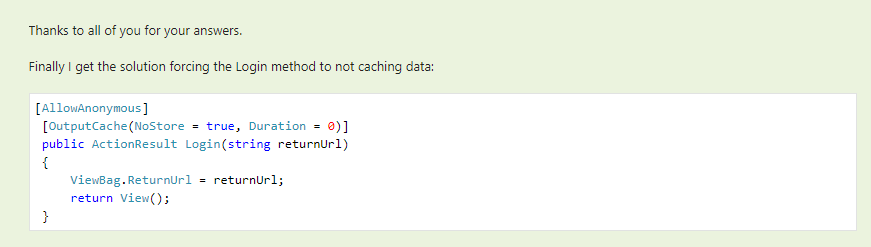 Thanks to all of you for your answers.
Finally I get the solution forcing the Login method to not caching data:
[AllowAnonymous]
[OutputCache(NoStore = true, Duration = 0)]
public ActionResult Login(string returnUrl)
{
ViewBag.ReturnUrl = returnUrl;
return View();
}